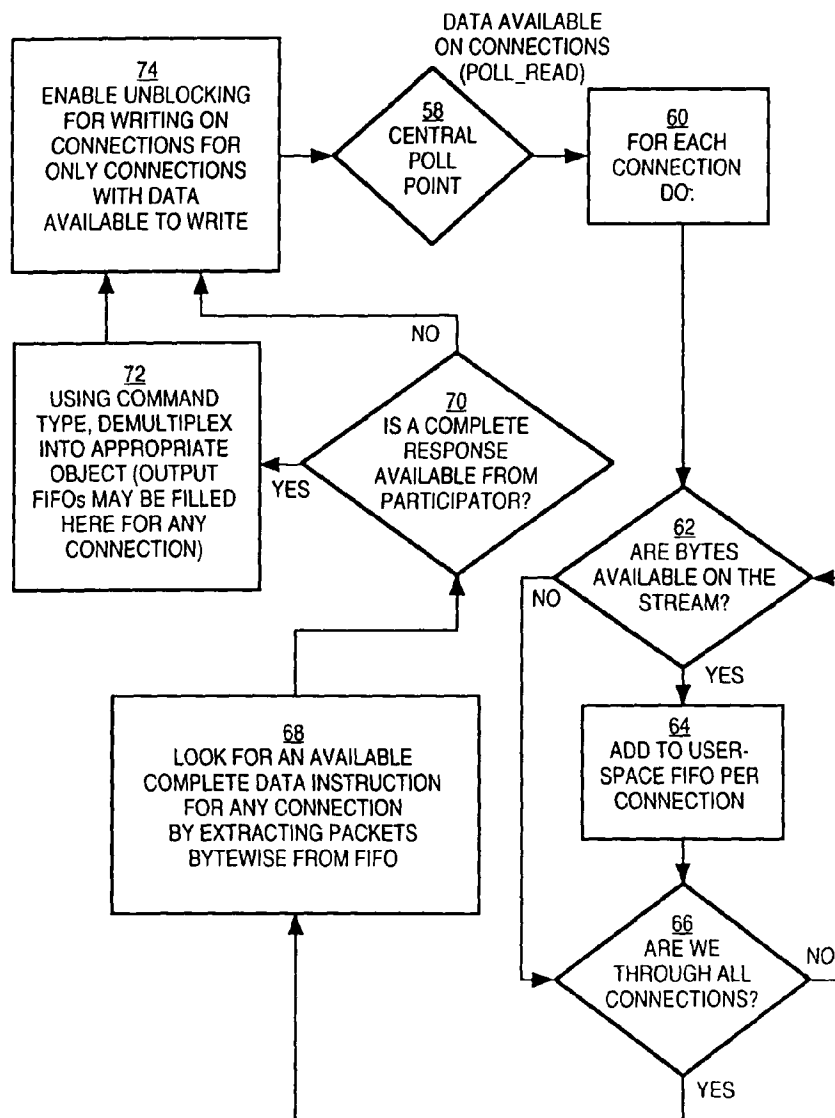 DATA AVAILABLE
ON CONNECTIONS
(POLL_READ)
74
ENABLE UNBLOCKING
FOR WRITING ON
CONNECTIONS FOR
ONLY CONNECTIONS
WITH DATA
AVAILABLE TO WRITE
58
CENTRAL
POLL
POINT
60
FOR EACH
CONNECTION
DO:
NO
72
USING COMMAND
TYPE, DEMULTIPLEX
INTO APPROPRIATE
OBJECT (OUTPUT
FIFOs MAY BE FILLED
HERE FOR ANY
CONNECTION)
YES
70
IS A COMPLETE
RESPONSE
AVAILABLE FROM
PARTICIPATOR?
62
ARE BYTES
AVAILABLE ON THE
STREAM?
NO
YES
64
ADD TO USER-
SPACE FIFO PER
CONNECTION
68
LOOK FOR AN AVAILABLE
COMPLETE DATA INSTRUCTION
FOR ANY CONNECTION
BY EXTRACTING PACKETS
BYTEWISE FROM FIFO
66
ARE WE
THROUGH ALL
CONNECTIONS?
NO
YES